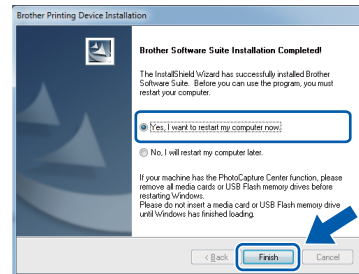 Brother Printing Device Installation
Brother Software Suite Installation Completed!
The InstallShield Wizard has successfully installed Brother
Software Suite. Before you can use the program, you must
restart your computer.
Yes, I want to restart my computer now.
No, I will restart my computer later.
If your machine has the PhotoCapture Center function, please
remove all media cards or USB Flash memory drives before
restarting Windows.
Please do not insert a media card or USB Flash memory drive
until Windows has finished loading.
< Back
Finish
Cancel